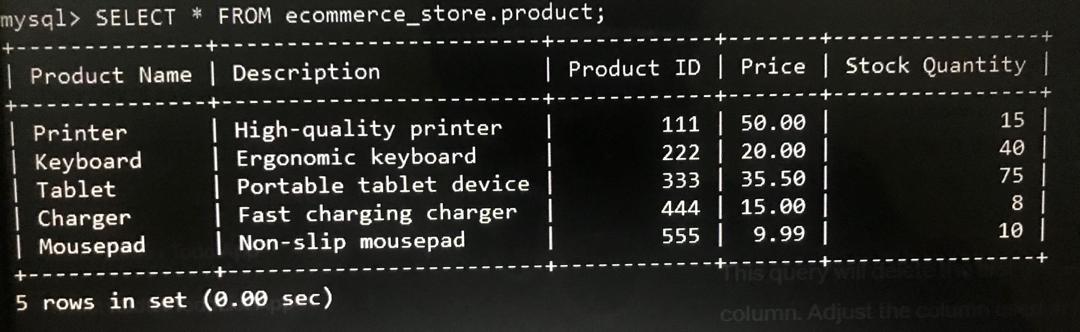 mysql> SELECT * FROM ecommerce_store.product;
+--------------+------------------------+------------+-------+----------------+
| Product Name | Description | Product ID | Price | Stock Quantity |
+--------------+------------------------+------------+-------+----------------+
| Printer | High-quality printer | 111 | 50.00 | 15 |
| Keyboard | Ergonomic keyboard | 222 | 20.00 | 40 |
| Tablet | Portable tablet device | 333 | 35.50 | 75 |
| Charger | Fast charging charger | 444 | 15.00 | 8 |
| Mousepad | Non-slip mousepad | 555 | 9.99 | 10 |
+--------------+------------------------+------------+-------+----------------+
This query will delete the
5 rows in set (0.00 sec)
column. Adjust the column